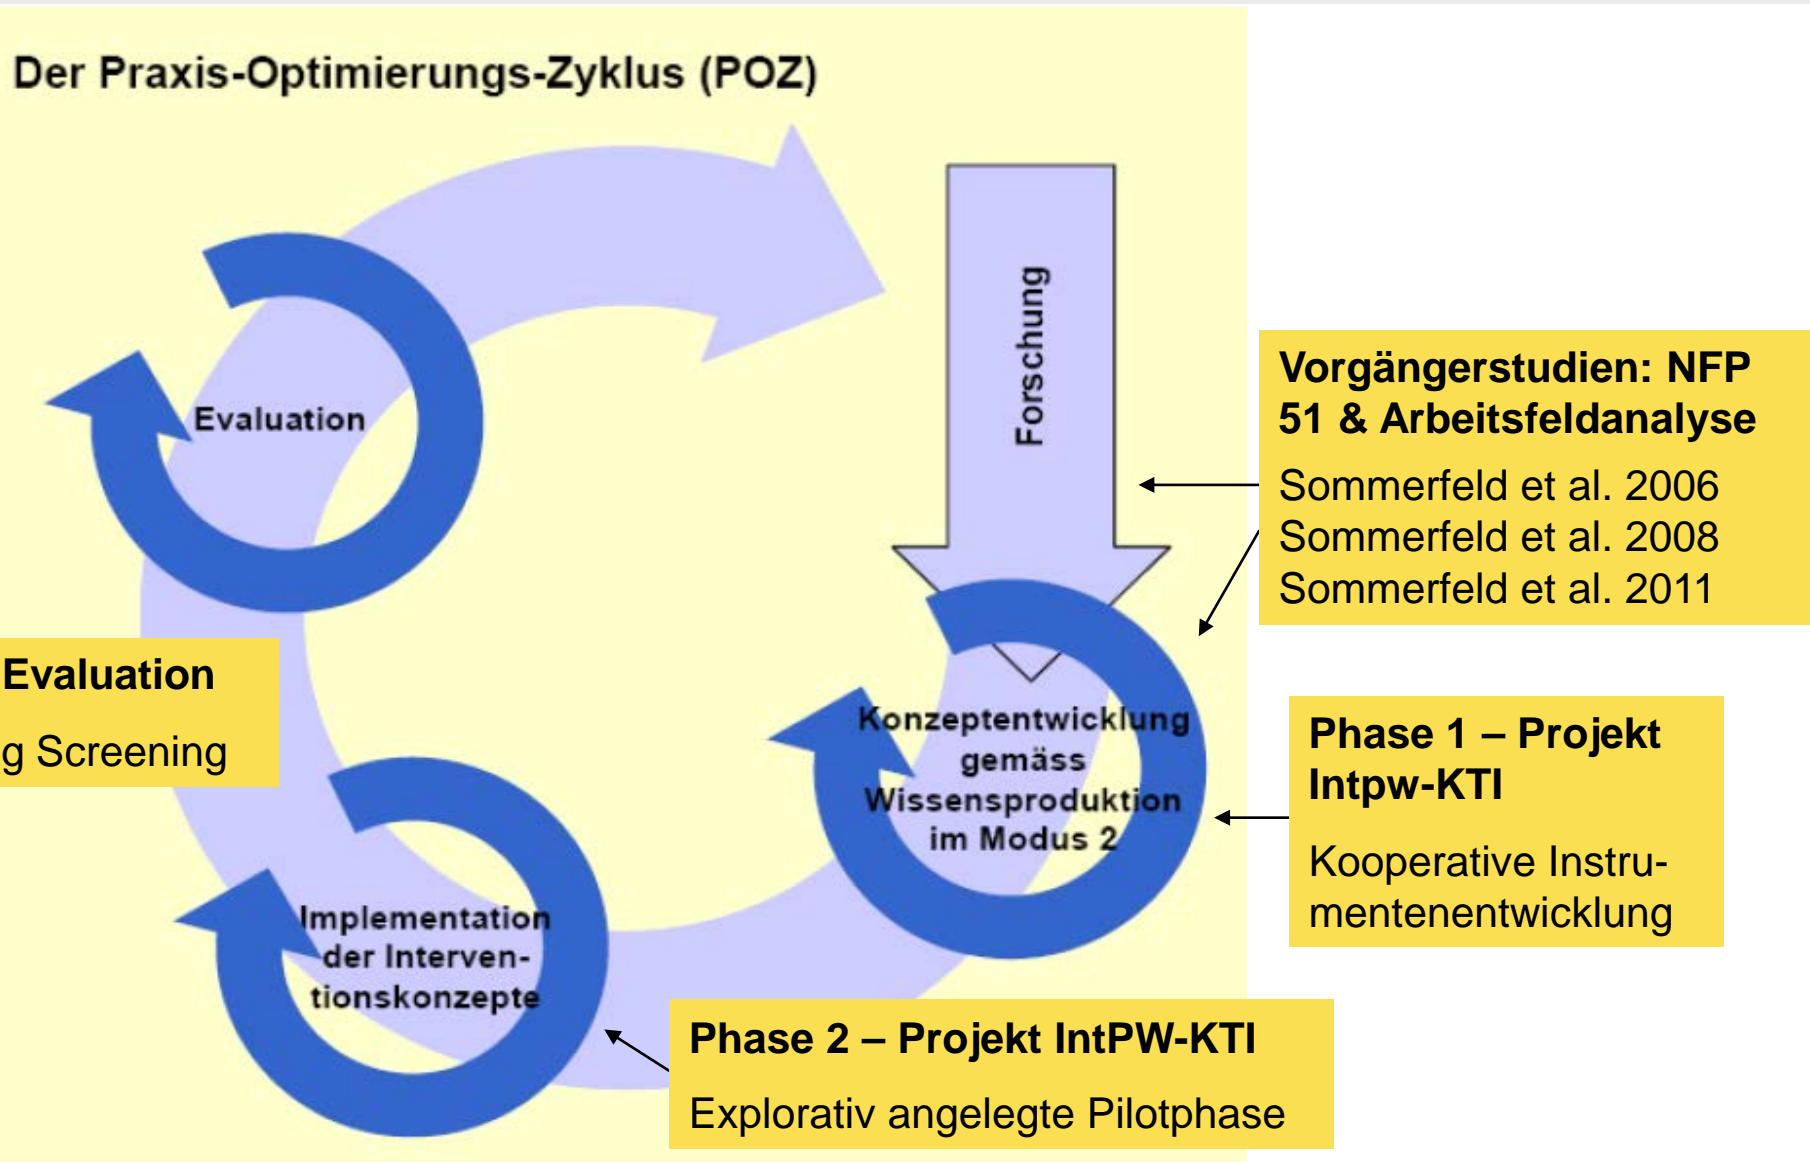 Der Praxis-Optimierungs-Zyklus (POZ)
Forschung
Evaluation
Vorgängerstudien: NFP
51 & Arbeitsfeldanalyse
Sommerfeld et al. 2006
Sommerfeld et al. 2008
Sommerfeld et al. 2011
Evaluation
g Screening
Konzeptentwicklung
gemäss
Wissensproduktion
im Modus 2
Phase 1 – Projekt
Intpw-KTI
Kooperative Instru-
mentenentwicklung
Implementation
der Interven-
tionskonzepte
Phase 2 – Projekt IntPW-KTI
Explorativ angelegte Pilotphase